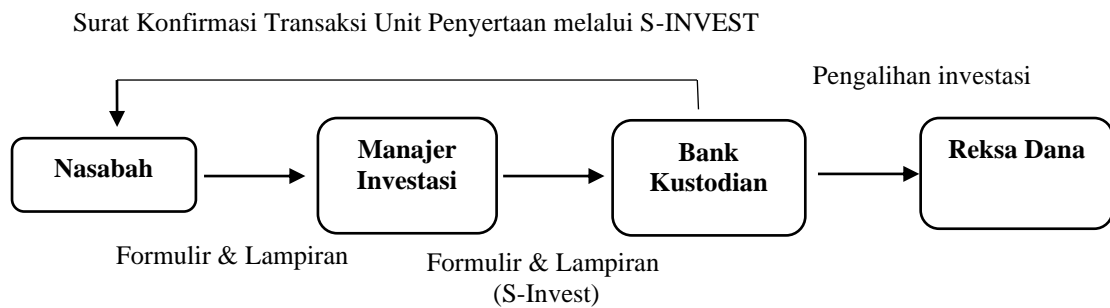 Surat Konfirmasi Transaksi Unit Penyertaan melalui S-INVEST
Pengalihan investasi
Nasabah
Manajer
Investasi
Bank
Kustodian
Reksa Dana
Formulir & Lampiran
Formulir & Lampiran
(S-Invest)